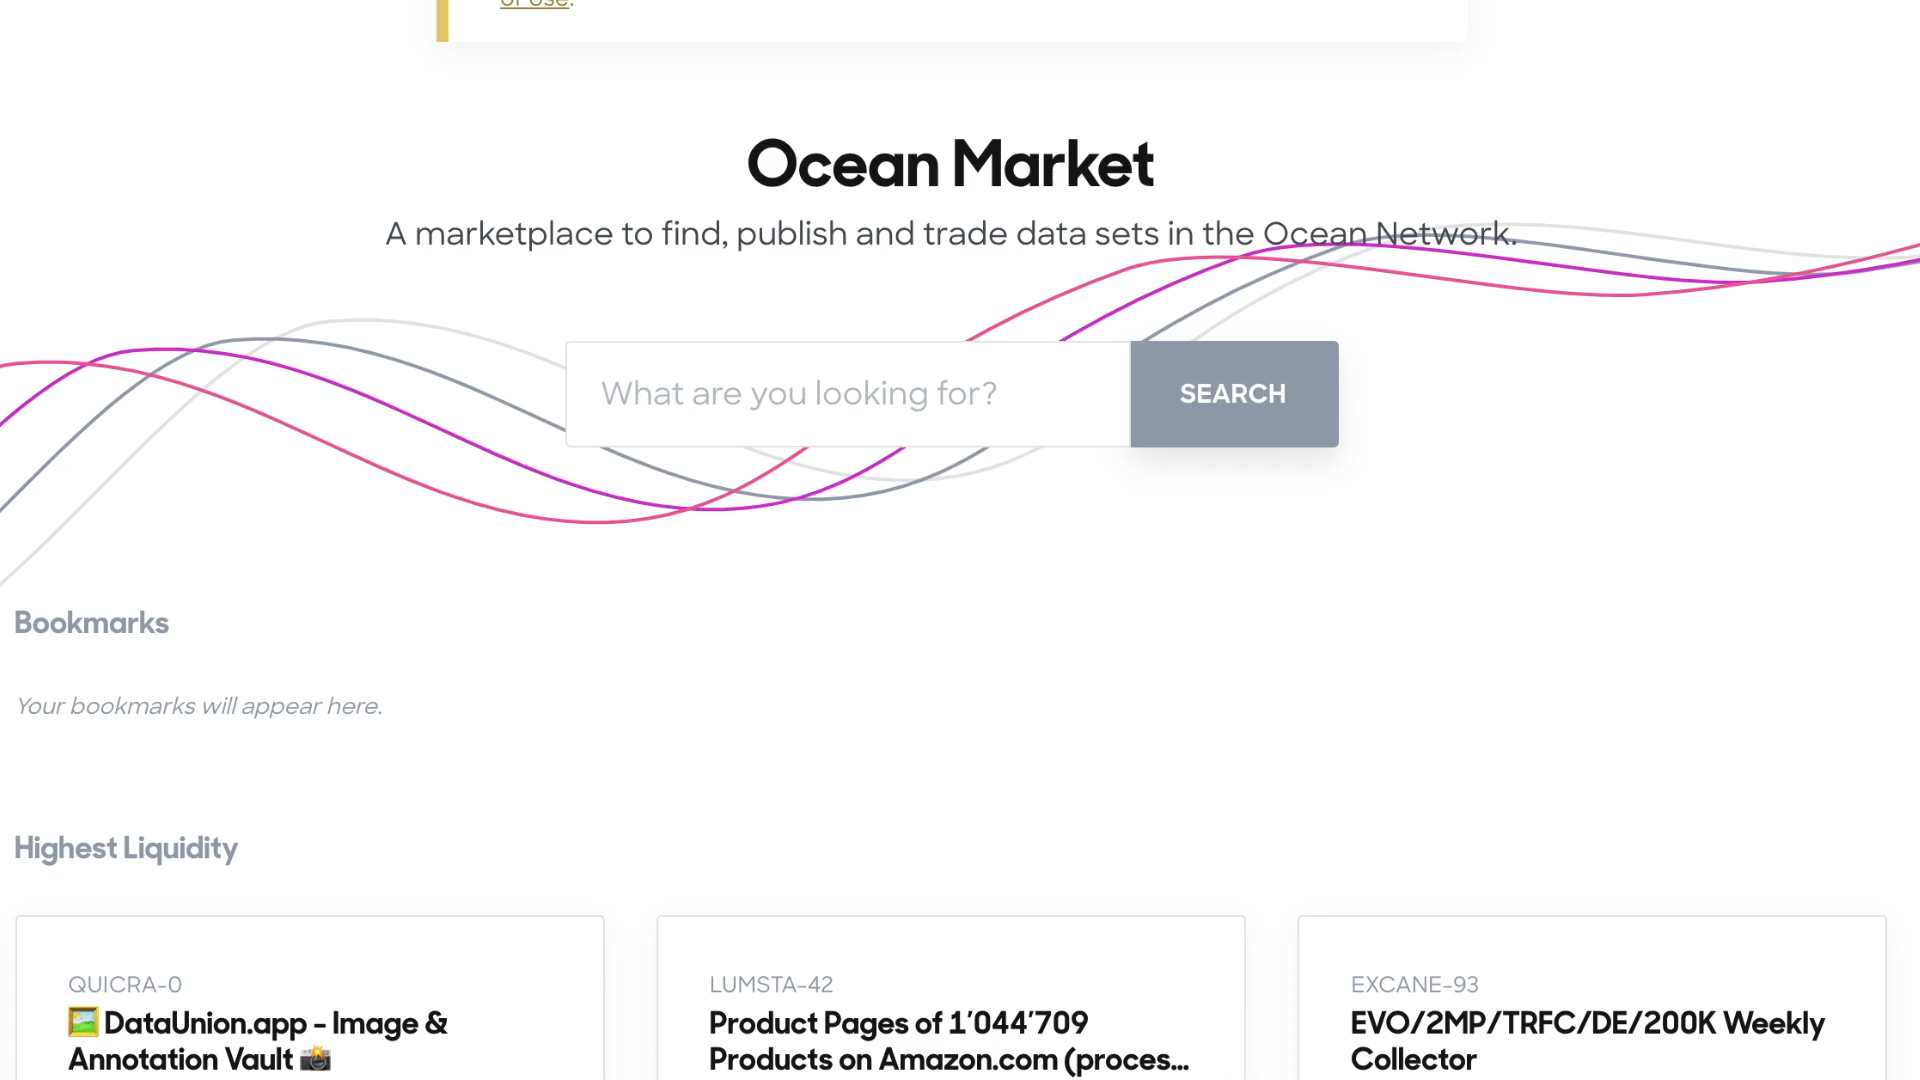 of use.
Ocean Market
A marketplace to find, publish and trade data sets in the Ocean Network.
What are you looking for?
SEARCH
Bookmarks
Your bookmarks will appear here.
Highest Liquidity
QUICRA-0
🖼️ DataUnion.app - Image &
Annotation Vault 📸
LUMSTA-42
Product Pages of 1'044'709
Products on Amazon.com (proces...
EXCANE-93
EVO/2MP/TRFC/DE/200K Weekly
Collector